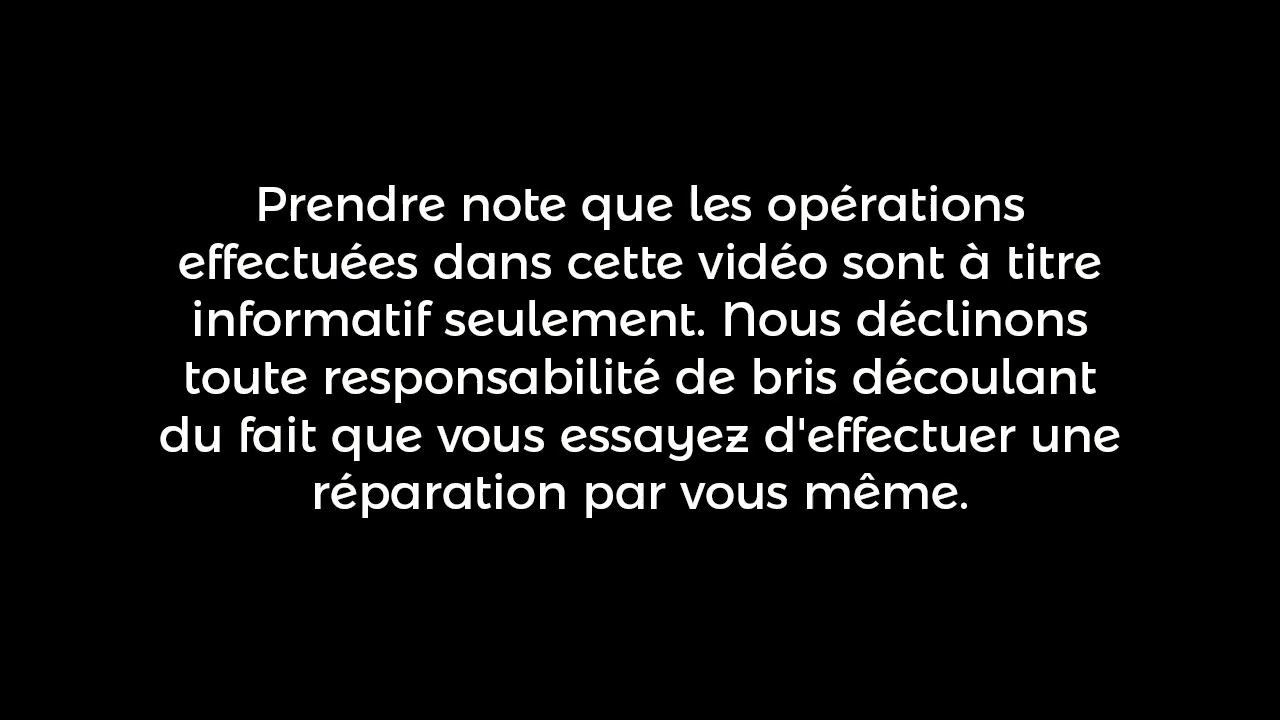 Prendre note que les opérations
effectuées dans cette vidéo sont à titre
informatif seulement. Nous déclinons
toute responsabilité de bris découlant
du fait que vous essayez d'effectuer une
réparation par vous même.